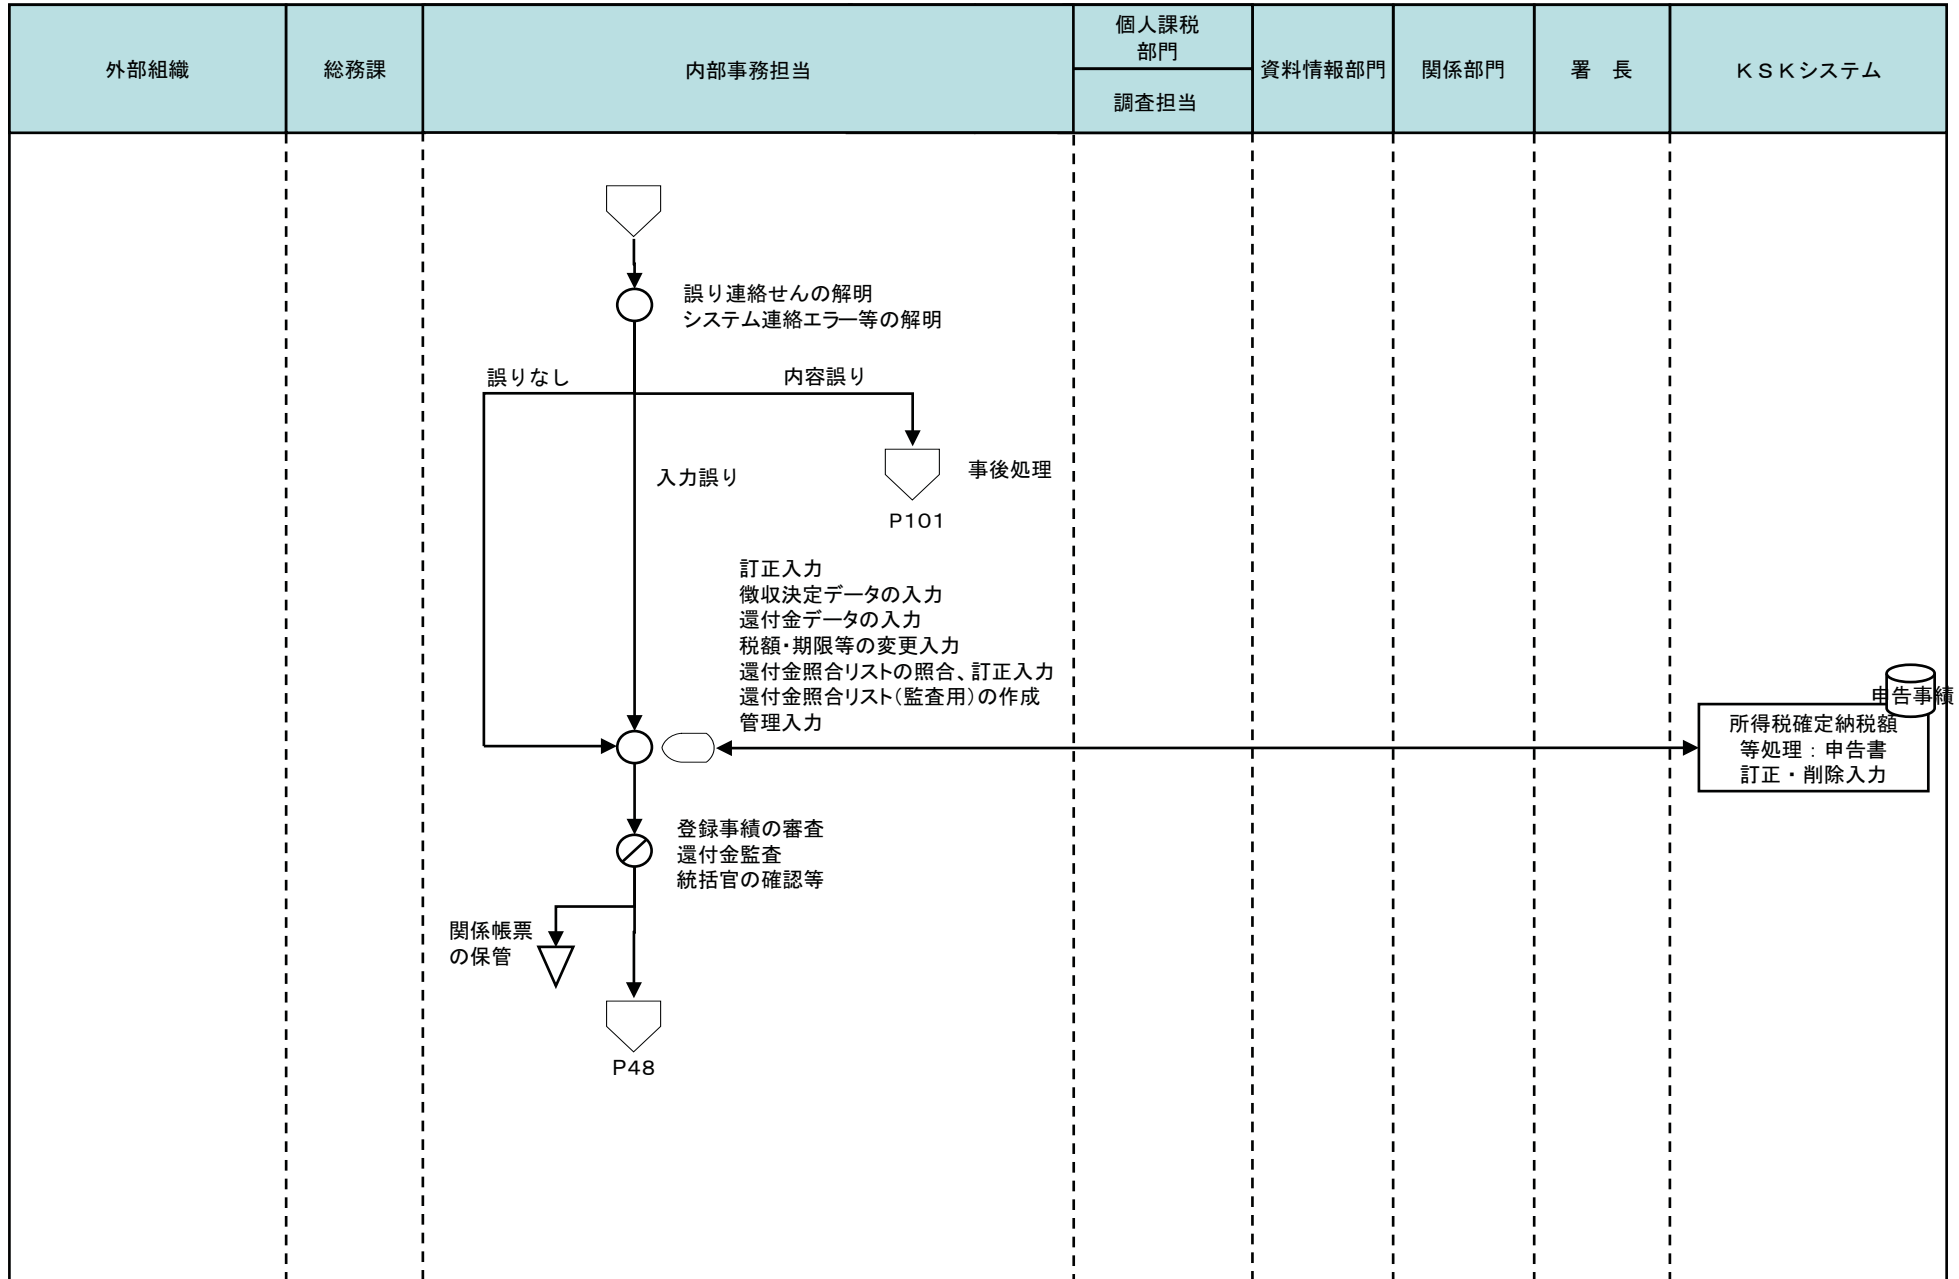 外部組織
総務課
内部事務担当
個人課税
部門
調査担当
資料情報部門
関係部門
署　長
ＫＳＫシステム
誤り連絡せんの解明
システム連絡エラー等の解明
誤りなし
内容誤り
入力誤り
事後処理
P101
訂正入力
徴収決定データの入力
還付金データの入力
税額・期限等の変更入力
還付金照合リストの照合、訂正入力
還付金照合リスト（監査用）の作成
管理入力
申告事績
所得税確定納税額
等処理：申告書
訂正・削除入力
登録事績の審査
還付金監査
統括官の確認等
関係帳票
の保管
P48